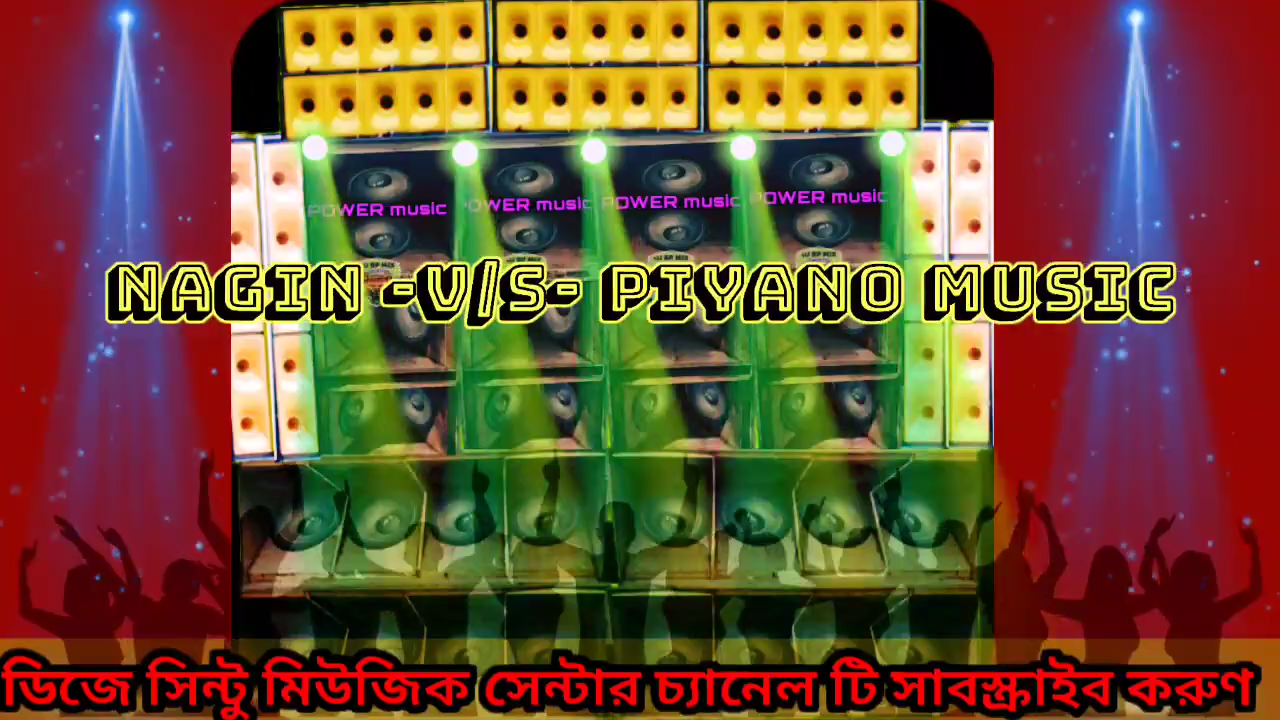 POWER music POWER music POWER music POWER music
NAGIN -V/S- PIYANO MUSIC
ডিজে সিন্টু মিউজিক সেন্টার চ্যানেল টি সাবস্ক্রাইব করুণ